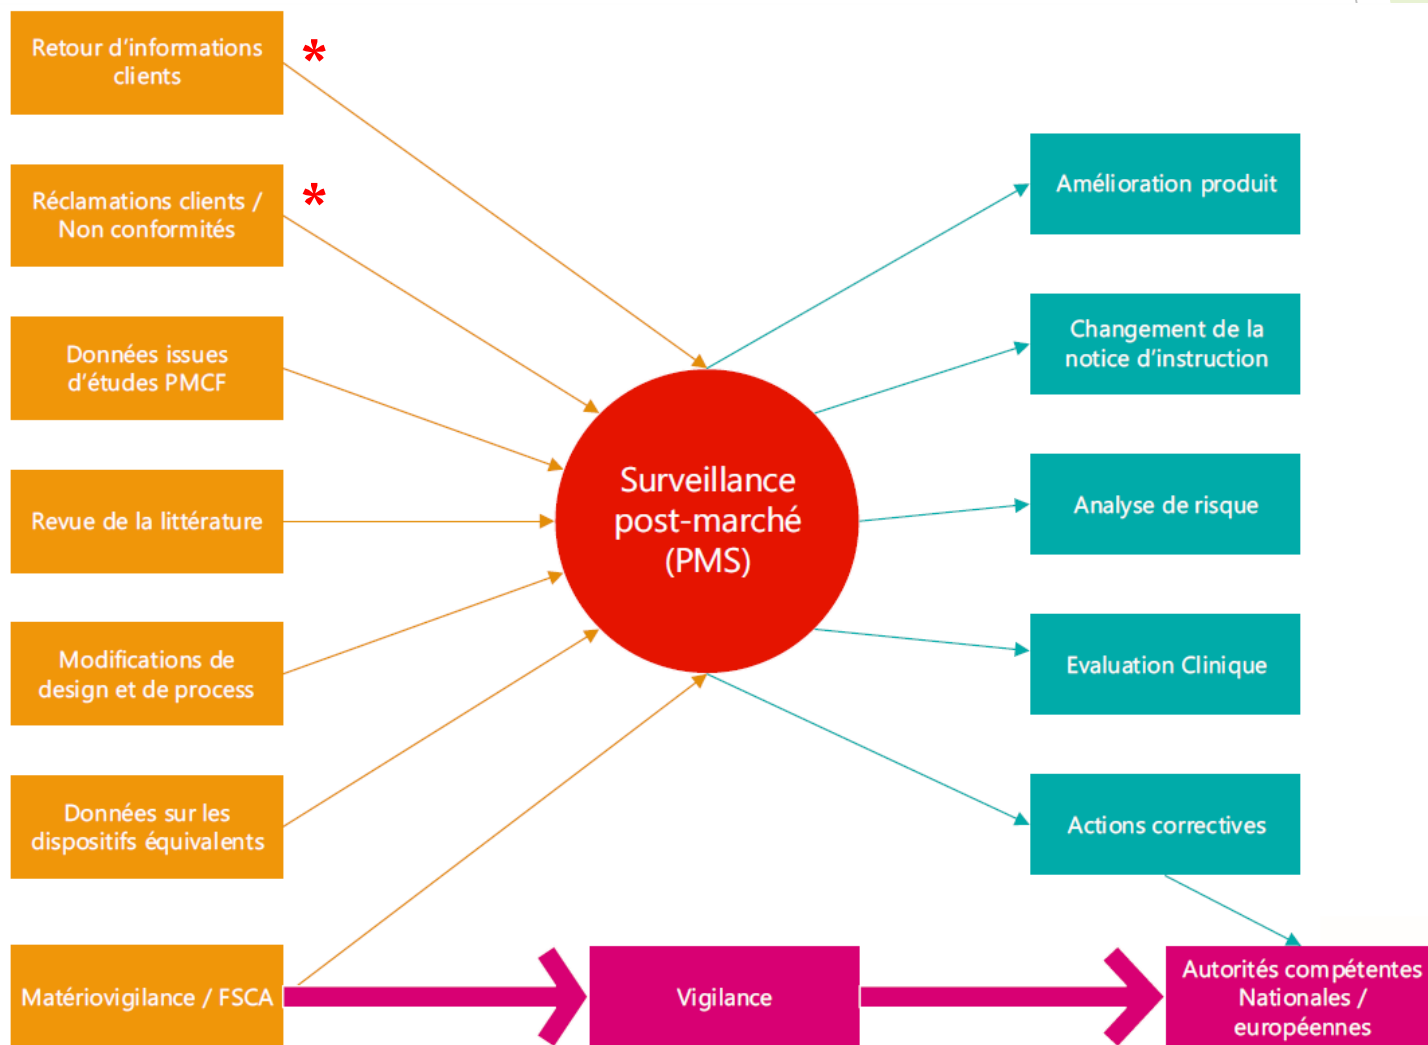 Retour d'informations
clients
*
Réclamations clients /
Non conformités
*
Données issues
d'études PMCF
Revue de la littérature
Modifications de
design et de process
Données sur les
dispositifs équivalents
Matériovigilance / FSCA
Surveillance
post-marché
(PMS)
Vigilance
Amélioration produit
Changement de la
notice d'instruction
Analyse de risque
Evaluation Clinique
Actions correctives
Autorités compétentes
Nationales /
européennes